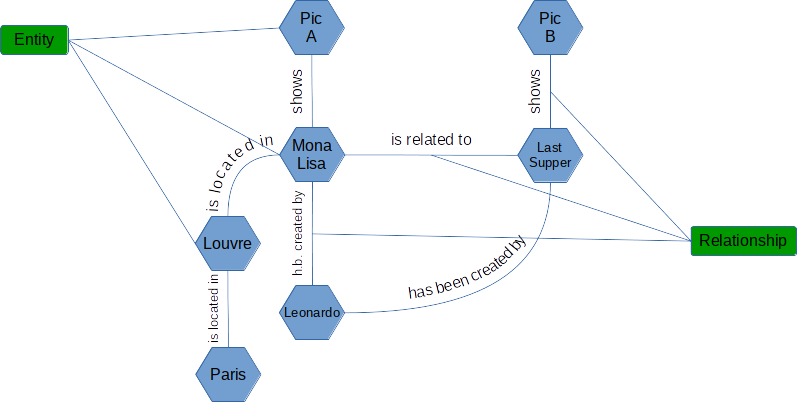 Pic
A
Pic
B
Entity
shows
shows
is located in
Mona
Lisa
is related to
Last
Supper
h.b. created by
Louvre
Relationship
has been created by
is located in
Leonardo
Paris